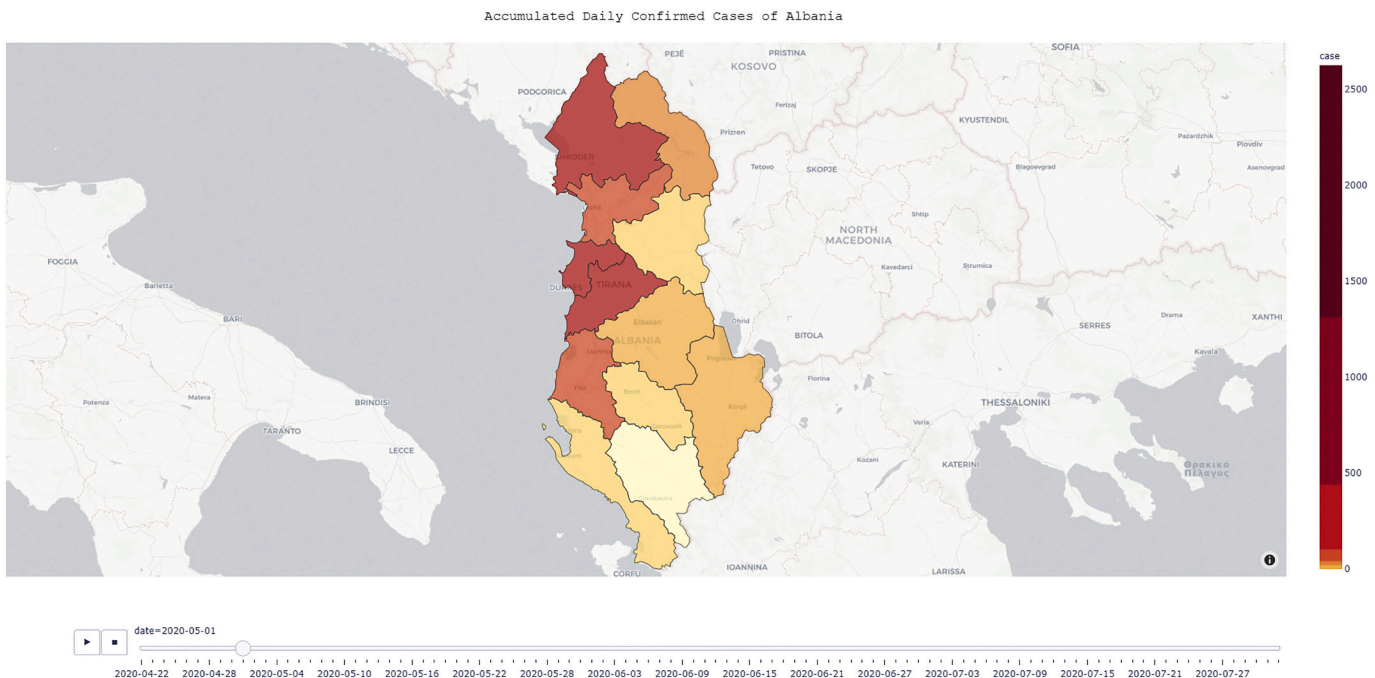 Accumulated Daily Confirmed Cases of Albania
PEJË
PRISTINA
SOFIA
KOSOVO
case
PODGORICA
2500
Ferizaj
KYUSTENDIL
Prizren
Pazardzhik
Plovdiv
SHKODER
Tetovo
SKOPJE
Blagoevgrad
Asenovgrad
2000
Shtip
NORTH
MACEDONIA
FOGGIA
Kavadarci
Strumica
1500
Barletta
DURRËS
TIRANA
BARI
Elbasan
Ohrid
SERRES
Drama
XANTHI
ALBANIA
BITOLA
Pogradec
Kavala
Florina
1000
Fier
Berat
Potenza
Matera
BRINDISI
Korçë
THESSALONIKI
TARANTO
Veria
LECCE
Kozani
KATERINI
Θρακικό
Πέλαγος
500
CORFU
IOANNINA
LARISSA
0
date=2020-05-01
2020-04-22 2020-04-28 2020-05-04 2020-05-10 2020-05-16 2020-05-22 2020-05-28 2020-06-03 2020-06-09 2020-06-15 2020-06-21 2020-06-27 2020-07-03 2020-07-09 2020-07-15 2020-07-21 2020-07-27